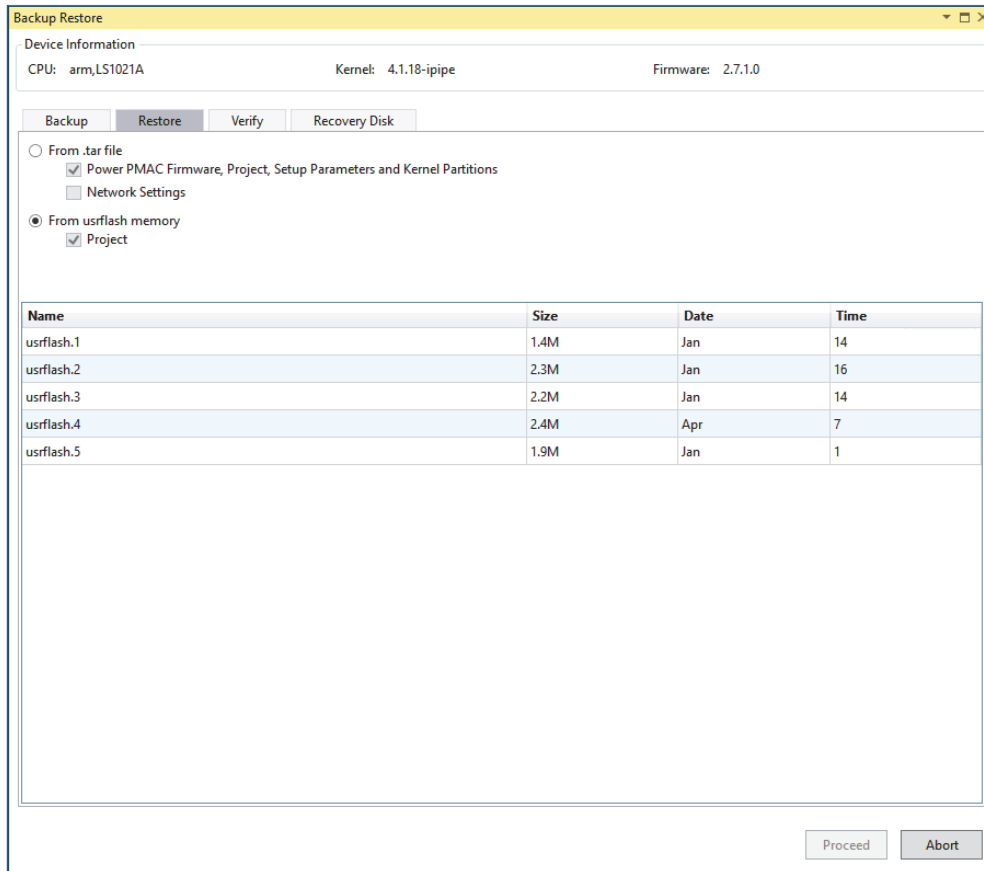 Backup Restore
Device Information
CPU: arm,LS1021A Kernel: 4.1.18-ipipe Firmware: 2.7.1.0
Backup Restore Verify Recovery Disk
From .tar file
Power PMAC Firmware, Project, Setup Parameters and Kernel Partitions
Network Settings
From usrflash memory
Project
Name Size Date Time
usrflash.1 1.4M Jan 14
usrflash.2 2.3M Jan 16
usrflash.3 2.2M Jan 14
usrflash.4 2.4M Apr 7
usrflash.5 1.9M Jan 1
Proceed Abort